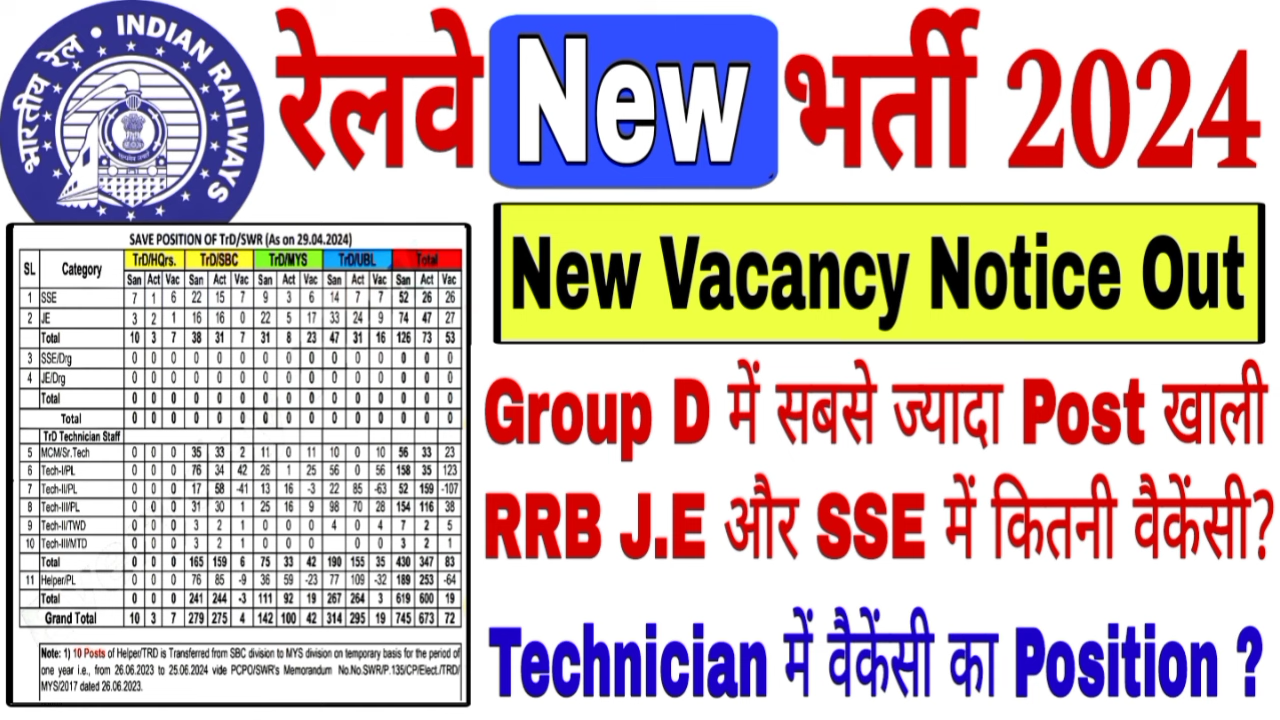 INDIAN RAILWAYS
भारतीय रेल
रेलवे New भर्ती 2024
New Vacancy Notice Out
Group D में सबसे ज्यादा Post खाली
RRB J.E और SSE में कितनी वैकेंसी?
Technician में वैकेंसी का Position ?
SAVE POSITION OF TrD/SWR (As on 29.04.2024)
SL Category TrD/HQrs. TrD/SBC TrD/MYS TrD/UBL Total
San Act Vac San Act Vac San Act Vac San Act Vac San Act Vac
1 SSE 7 1 6 22 15 7 9 3 6 14 7 7 52 26 26
2 JE 3 2 1 16 16 0 22 5 17 33 24 9 74 47 27
Total 10 3 7 38 31 7 31 8 23 47 31 16 126 73 53
3 SSE/Drg 0 0 0 0 0 0 0 0 0 0 0 0 0 0 0
4 JE/Drg 0 0 0 0 0 0 0 0 0 0 0 0 0 0 0
Total 0 0 0 0 0 0 0 0 0 0 0 0 0 0 0
Total 0 0 0 0 0 0 0 0 0 0 0 0 0 0 0
TrD Technician Staff
5 MCM/Sr.Tech 0 0 0 35 33 2 11 0 11 10 0 10 56 33 23
6 Tech-I/PL 0 0 0 76 34 42 26 1 25 56 0 56 158 35 123
7 Tech-II/PL 0 0 0 17 58 -41 13 16 -3 22 85 -63 52 159 -107
8 Tech-III/PL 0 0 0 31 30 1 25 16 9 98 70 28 154 116 38
9 Tech-II/TWD 0 0 0 3 2 1 0 0 0 4 0 4 7 2 5
10 Tech-III/MTD 0 0 0 3 2 1 0 0 0 0 0 0 3 2 1
Total 0 0 0 165 159 6 75 33 42 190 155 35 430 347 83
11 Helper/PL 0 0 0 76 85 -9 36 59 -23 77 109 -32 189 253 -64
Total 0 0 0 241 244 -3 111 92 19 267 264 3 619 600 19
Grand Total 10 3 7 279 275 4 142 100 42 314 295 19 745 673 72
Note: 1) 10 Posts of Helper/TRD is Transferred from SBC division to MYS division on temporary basis for the period of
one year i.e., from 26.06.2023 to 25.06.2024 vide PCPO/SWR's Memorandum No.No.SWR/P.135/CP/Elect./TRD/
MYS/2017 dated 26.06.2023.